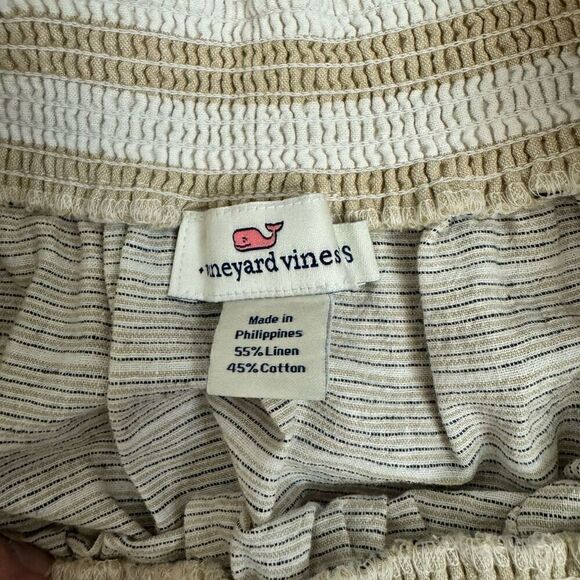 vineyard vines
S
Made in
Philippines
55% Linen
45% Cotton